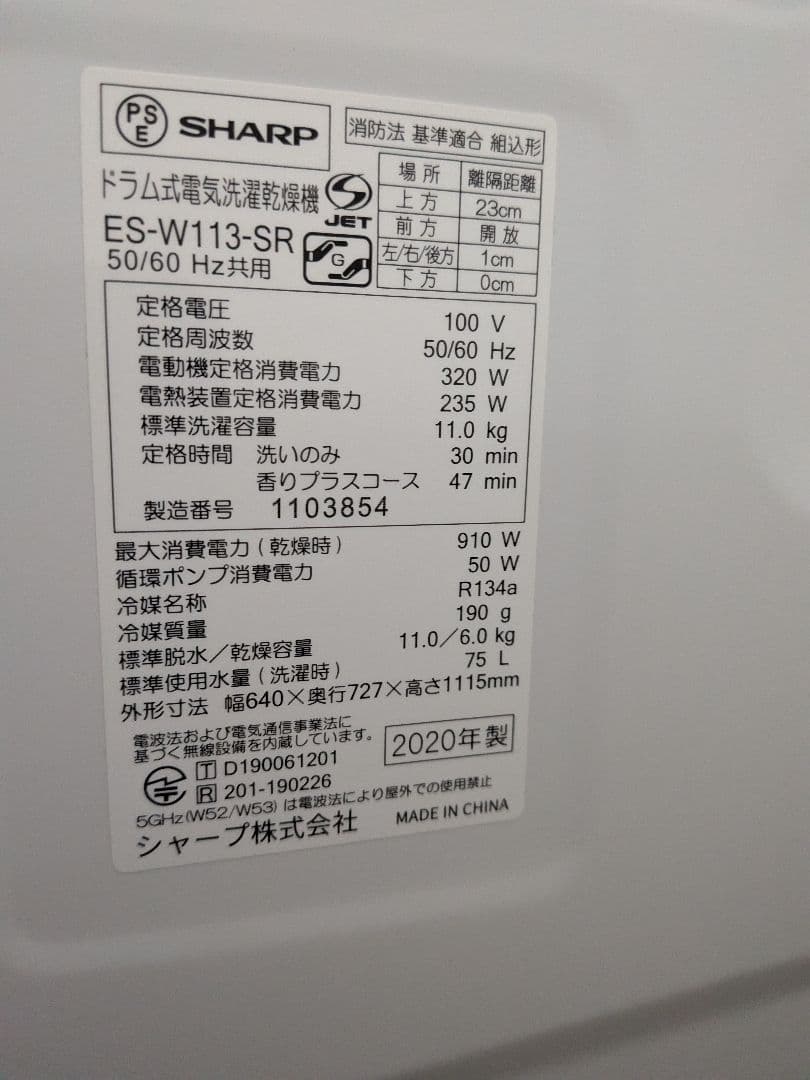 PSE SHARP
消防法 基準適合 組込形
場所 離隔距離
上方 23cm
前方 開放
左/右/後方 1cm
下方 0cm
ドラム式電気洗濯乾燥機
S JET
ES-W113-SR
G
50/60 Hz共用
定格電圧 100 V
定格周波数 50/60 Hz
電動機定格消費電力 320 W
電熱装置定格消費電力 235 W
標準洗濯容量 11.0 kg
定格時間 洗いのみ 30 min
香りプラスコース 47 min
製造番号 1103854
最大消費電力(乾燥時) 910 W
循環ポンプ消費電力 50 W
冷媒名称 R134a
冷媒質量 190 g
標準脱水/乾燥容量 11.0/6.0 kg
標準使用水量(洗濯時) 75 L
外形寸法 幅640×奥行727×高さ1115mm
電波法および電気通信事業法に
基づく無線設備を内蔵しています。
2020年製
T D190061201
R 201-190226
5GHz(W52/W53)は電波法により屋外での使用禁止
シャープ株式会社 MADE IN CHINA